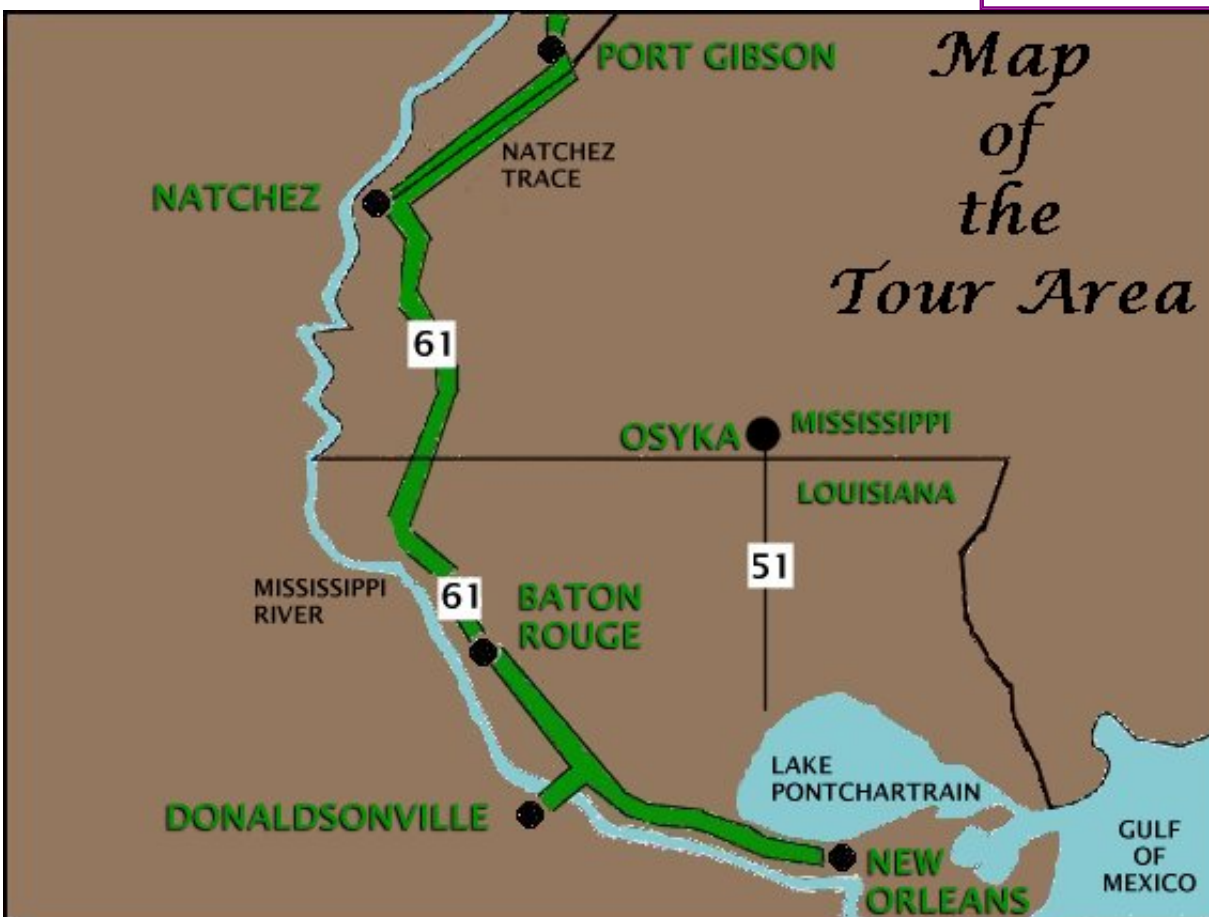 PORT GIBSON
Map
of
the
Tour Area
NATCHEZ
TRACE
NATCHEZ
61
OSYKA
MISSISSIPPI
LOUISIANA
51
MISSISSIPPI
RIVER
61
BATON
ROUGE
LAKE
PONTCHARTRAIN
DONALDSONVILLE
GULF
OF
MEXICO
NEW
ORLEANS